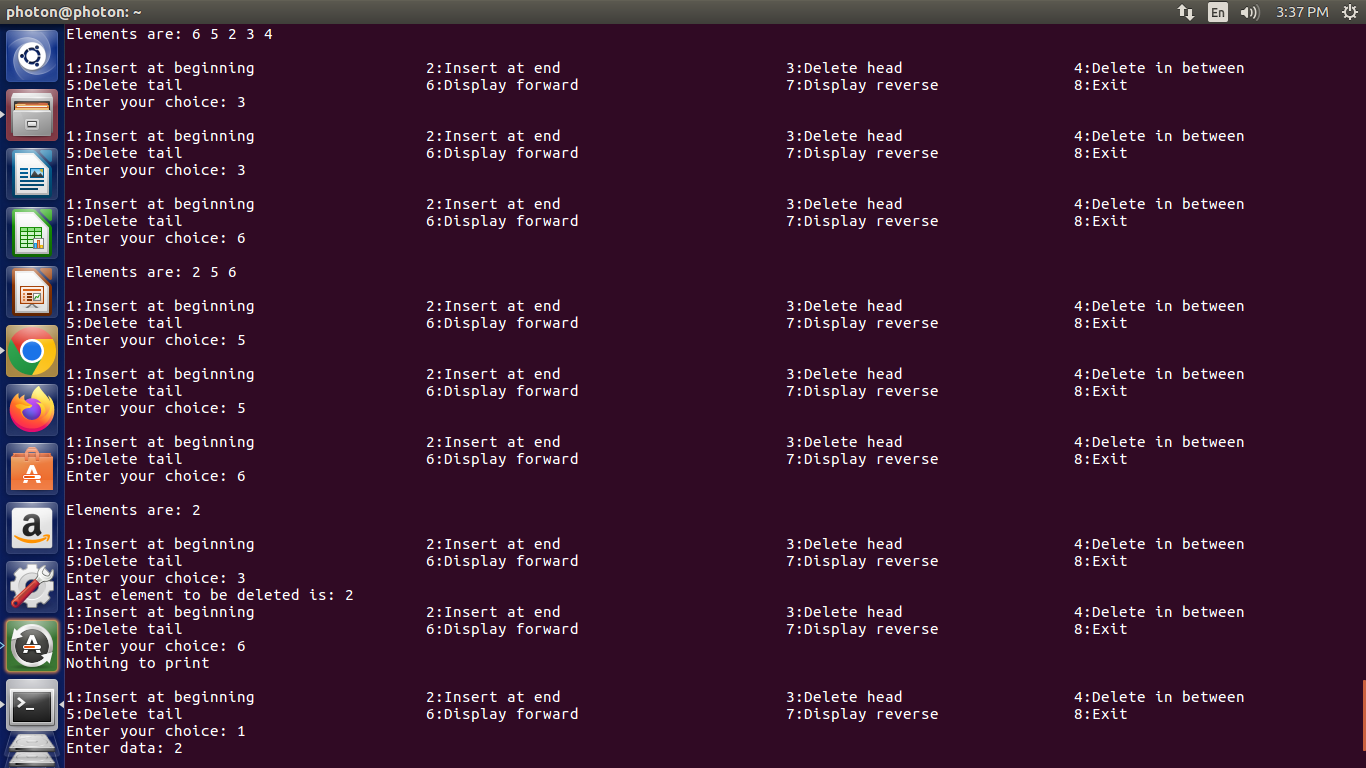 photon@photon: ~ En 3:37 PM
Elements are: 6 5 2 3 4
1:Insert at beginning 2:Insert at end 3:Delete head 4:Delete in between
5:Delete tail 6:Display forward 7:Display reverse 8:Exit
Enter your choice: 3
1:Insert at beginning 2:Insert at end 3:Delete head 4:Delete in between
5:Delete tail 6:Display forward 7:Display reverse 8:Exit
Enter your choice: 3
1:Insert at beginning 2:Insert at end 3:Delete head 4:Delete in between
5:Delete tail 6:Display forward 7:Display reverse 8:Exit
Enter your choice: 6
Elements are: 2 5 6
1:Insert at beginning 2:Insert at end 3:Delete head 4:Delete in between
5:Delete tail 6:Display forward 7:Display reverse 8:Exit
Enter your choice: 5
1:Insert at beginning 2:Insert at end 3:Delete head 4:Delete in between
5:Delete tail 6:Display forward 7:Display reverse 8:Exit
Enter your choice: 5
1:Insert at beginning 2:Insert at end 3:Delete head 4:Delete in between
5:Delete tail 6:Display forward 7:Display reverse 8:Exit
Enter your choice: 6
Elements are: 2
1:Insert at beginning 2:Insert at end 3:Delete head 4:Delete in between
5:Delete tail 6:Display forward 7:Display reverse 8:Exit
Enter your choice: 3
Last element to be deleted is: 2
1:Insert at beginning 2:Insert at end 3:Delete head 4:Delete in between
5:Delete tail 6:Display forward 7:Display reverse 8:Exit
Enter your choice: 6
Nothing to print
1:Insert at beginning 2:Insert at end 3:Delete head 4:Delete in between
5:Delete tail 6:Display forward 7:Display reverse 8:Exit
Enter your choice: 1
Enter data: 2